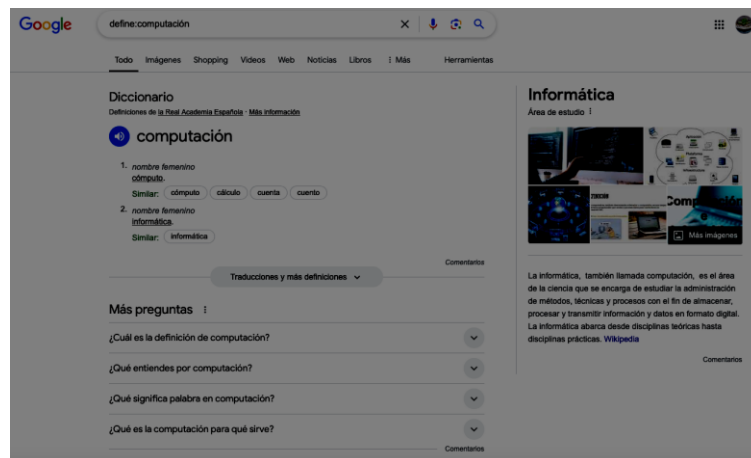 Google
define:computación
Todo Imágenes Shopping Videos Web Noticias Libros Más Herramientas
Diccionario
Definiciones de la Real Academia Española · Más información
computación
1. nombre femenino
cómputo.
Similar: cómputo cálculo cuenta cuento
2. nombre femenino
informática.
Similar: informática
Comentarios
Traducciones y más definiciones
Más preguntas
¿Cuál es la definición de computación?
¿Qué entiendes por computación?
¿Qué significa palabra en computación?
¿Qué es la computación para qué sirve?
Comentarios
Informática
Área de estudio
Más imágenes
La informática, también llamada computación, es el área
de la ciencia que se encarga de estudiar la administración
de métodos, técnicas y procesos con el fin de almacenar,
procesar y transmitir información y datos en formato digital.
La informática abarca desde disciplinas teóricas hasta
disciplinas prácticas. Wikipedia
Comentarios